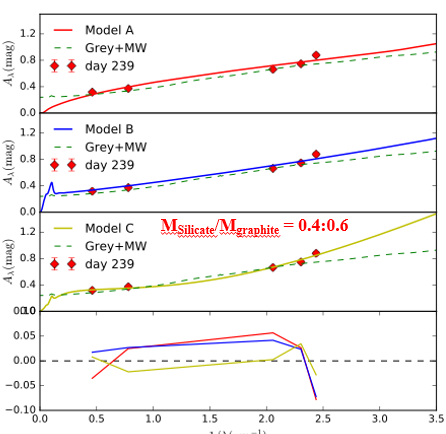 Model A
Grey+MW
day 239
1.2
0.8
0.4
0.0
A_λ(mag)
Model B
Grey+MW
day 239
1.2
0.8
0.4
0.0
A_λ(mag)
Model C
Grey+MW
day 239
M_Silicate/M_graphite = 0.4:0.6
1.2
0.8
0.4
A_λ(mag)
0.05
0.00
−0.05
−0.10
0.0 0.5 1.0 1.5 2.0 2.5 3.0 3.5